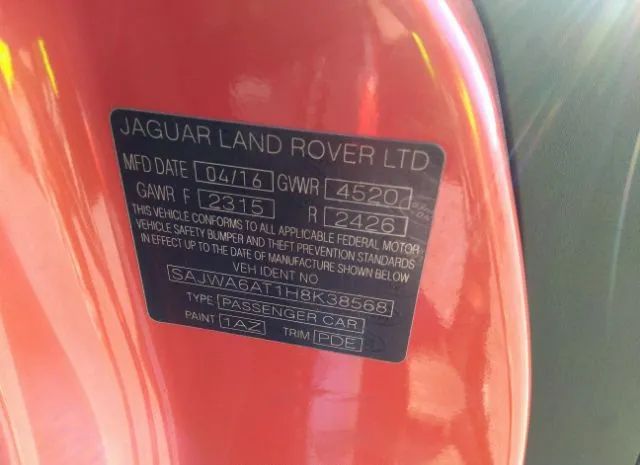 JAGUAR LAND ROVER LTD
MFD DATE 04/16 GVWR 4520
GAWR F 2315 R 2426
THIS VEHICLE CONFORMS TO ALL APPLICABLE FEDERAL MOTOR
VEHICLE SAFETY BUMPER AND THEFT PREVENTION STANDARDS
IN EFFECT UP TO THE DATE OF MANUFACTURE SHOWN BELOW
VEH IDENT NO
SAJWA6AT1H8K38568
TYPE PASSENGER CAR
PAINT 1AZ TRIM PDE